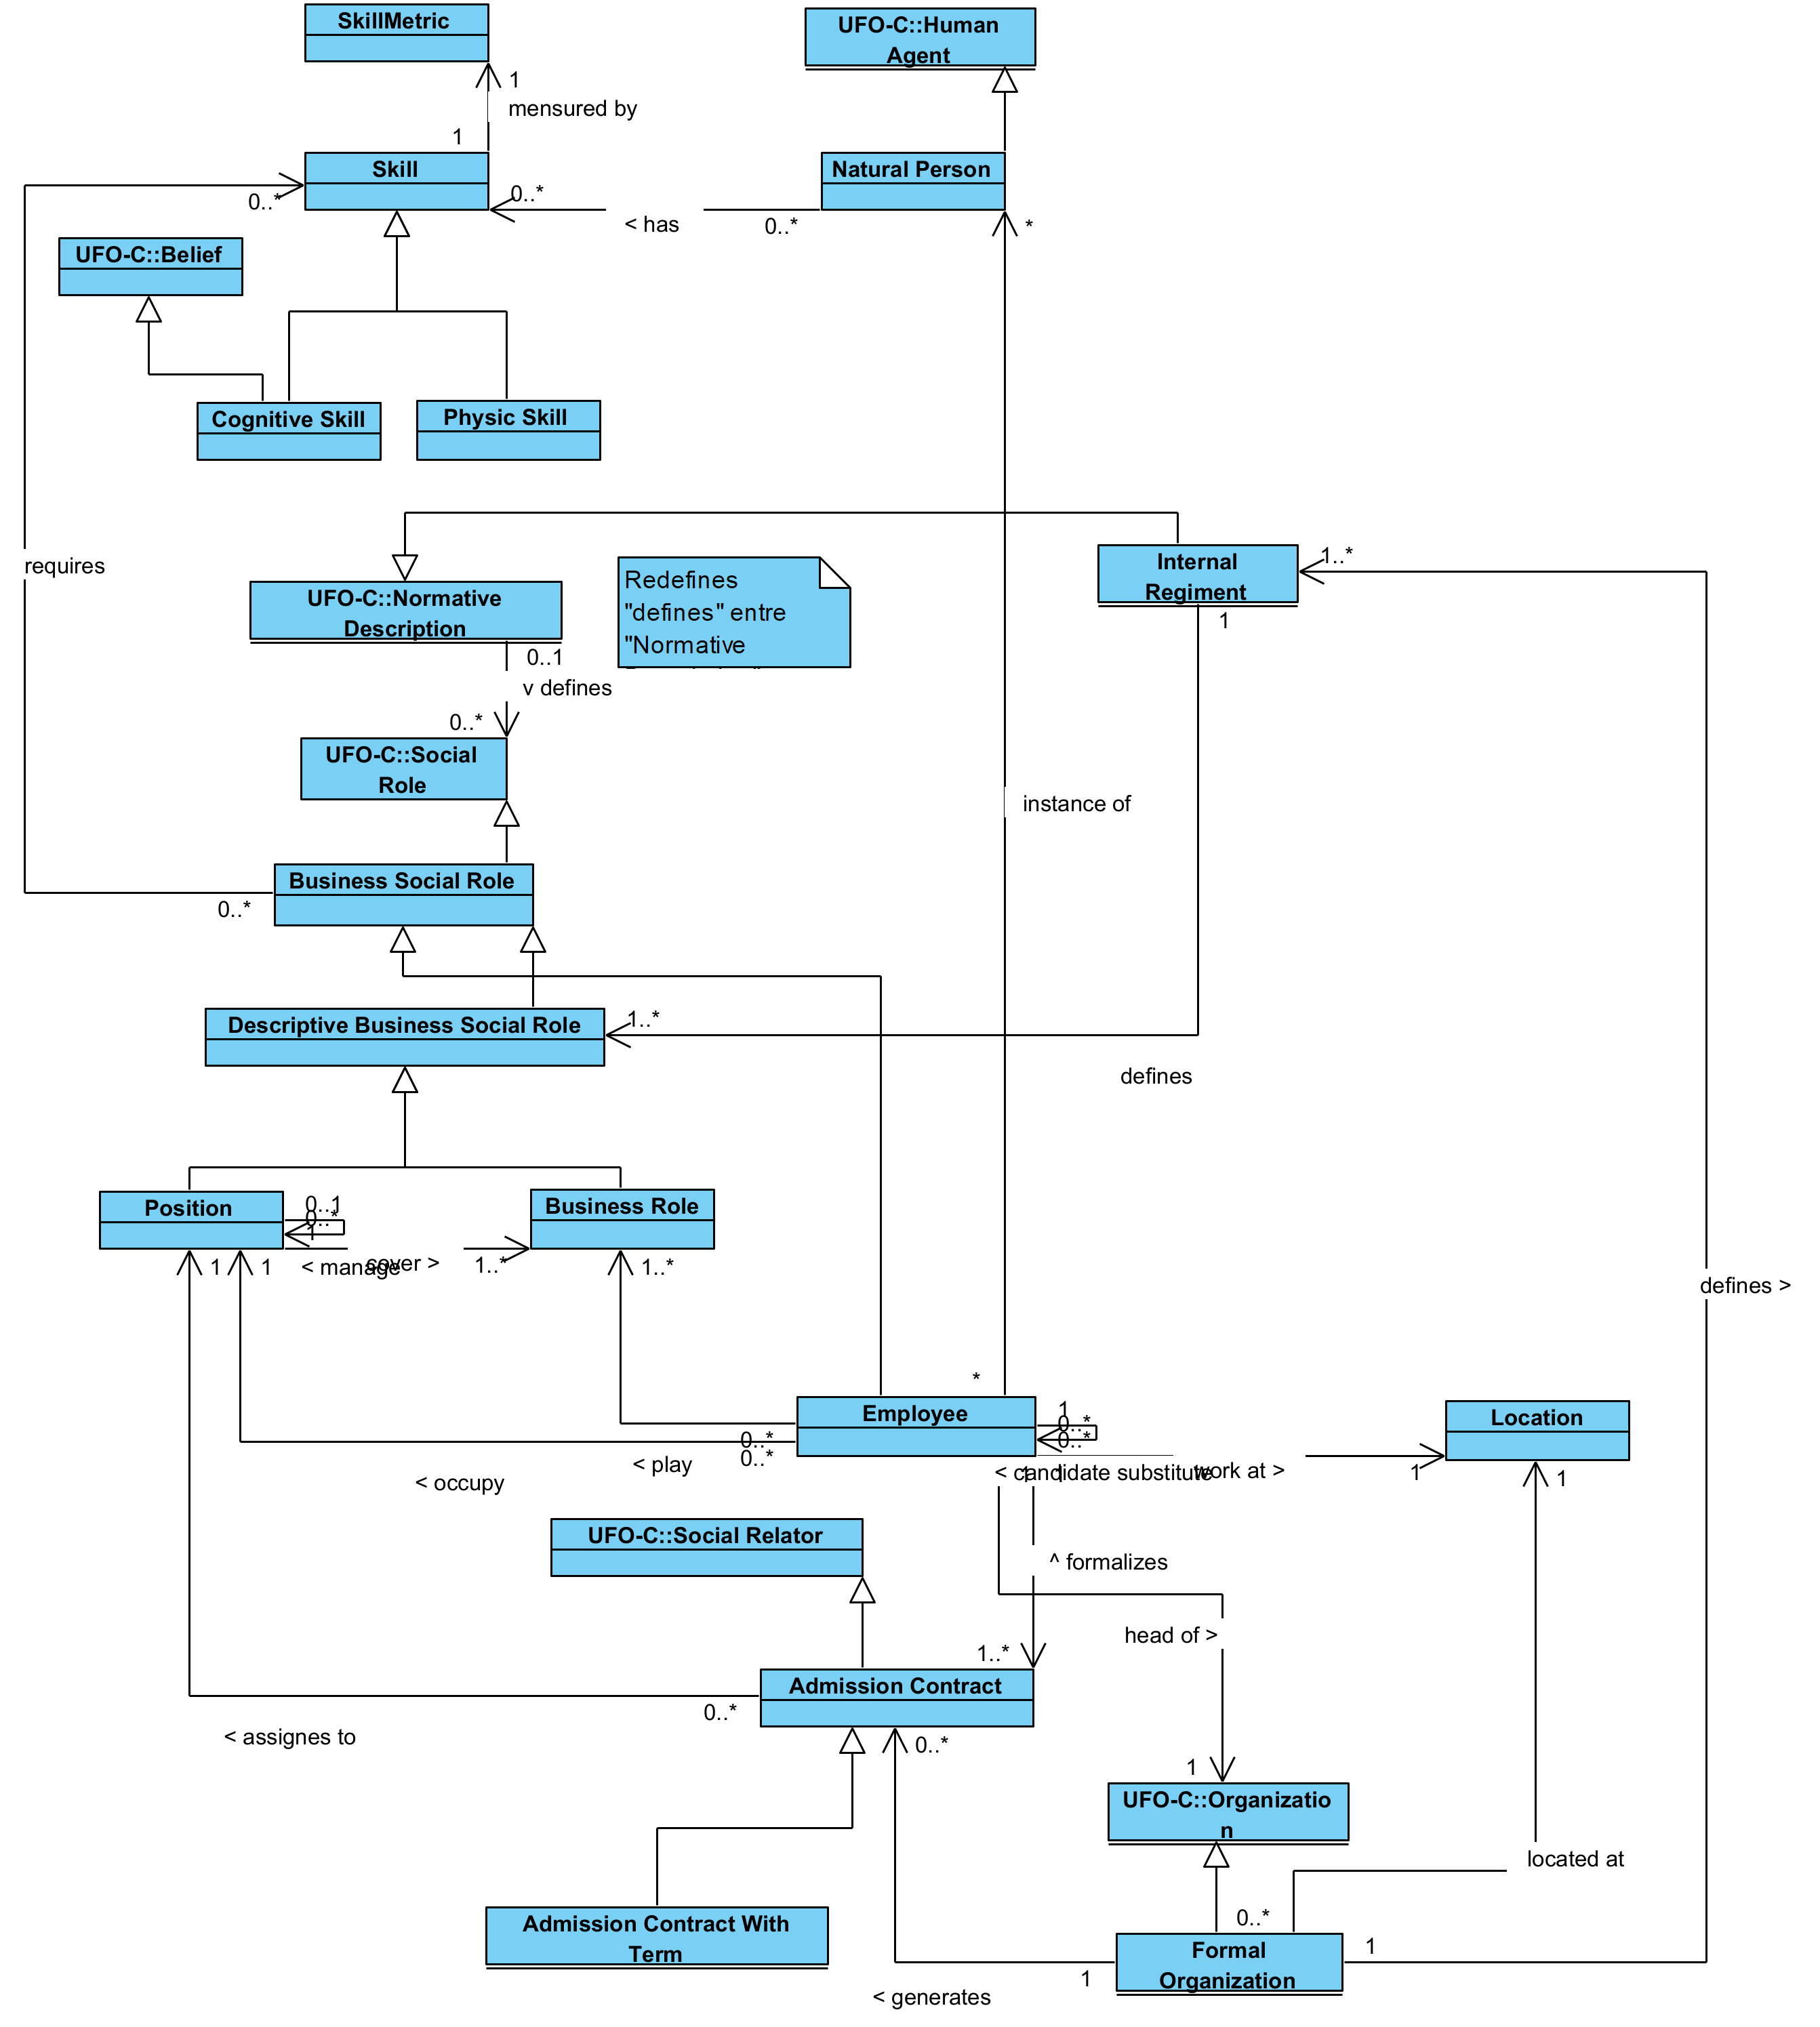 SkillMetric
UFO-C::Human
Agent
1
mensured by
1
Skill
Natural Person
0..*
0..*
< has
0..*
*
UFO-C::Belief
Cognitive Skill
Physic Skill
requires
Internal
Regiment
1..*
1
UFO-C::Normative
Description
Redefines
"defines" entre
"Normative
0..1
v defines
0..*
UFO-C::Social
Role
instance of
Business Social Role
0..*
Descriptive Business Social Role
1..*
defines
Position
0..1
0..*
1
Business Role
< manage
cover >
1..*
1
1
1..*
defines >
*
Employee
1
0..*
0..*
Location
0..*
0..*
< play
< occupy
< candidate substitute
work at >
1
1
1
1
UFO-C::Social Relator
^ formalizes
head of >
1..*
Admission Contract
0..*
< assignes to
0..*
1
UFO-C::Organizatio
n
located at
0..*
Admission Contract With
Term
Formal
Organization
1
1
< generates